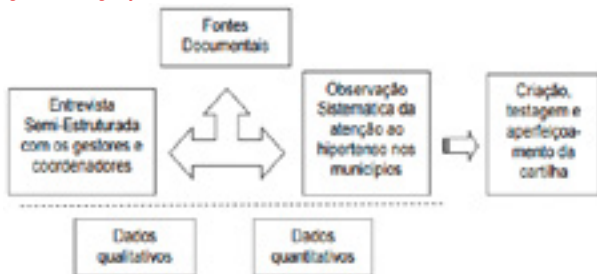 Fontes
Documentais
Entrevista
Semi-Estruturada
com os gestores e
coordenadores
Observação
Sistemática da
atenção ao
hipertenso nos
municípios
Criação,
testagem e
aperfeiçoa-
mento da
cartilha
Dados
qualitativos
Dados
quantitativos